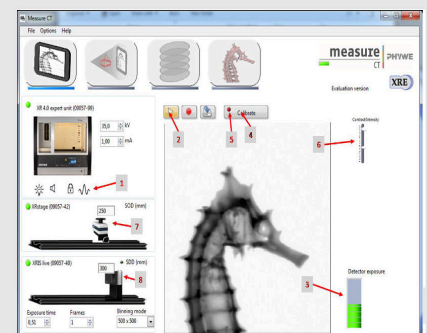 Measure CT
File Options Help
measure
CT
PHYWE
XRE
Evaluation version
XR 4.0 expert unit (09057-99)
35,0 kV
1,00 mA
Calibrate
2
5
4
Contrast/Intensity
6
1
XRstage (09057-42)
250
SOD (mm)
7
XRIS live (09057-40)
300
SDD (mm)
8
Detector exposure
3
Exposure time
Frames
Binning mode
0,51
1
500 x 500